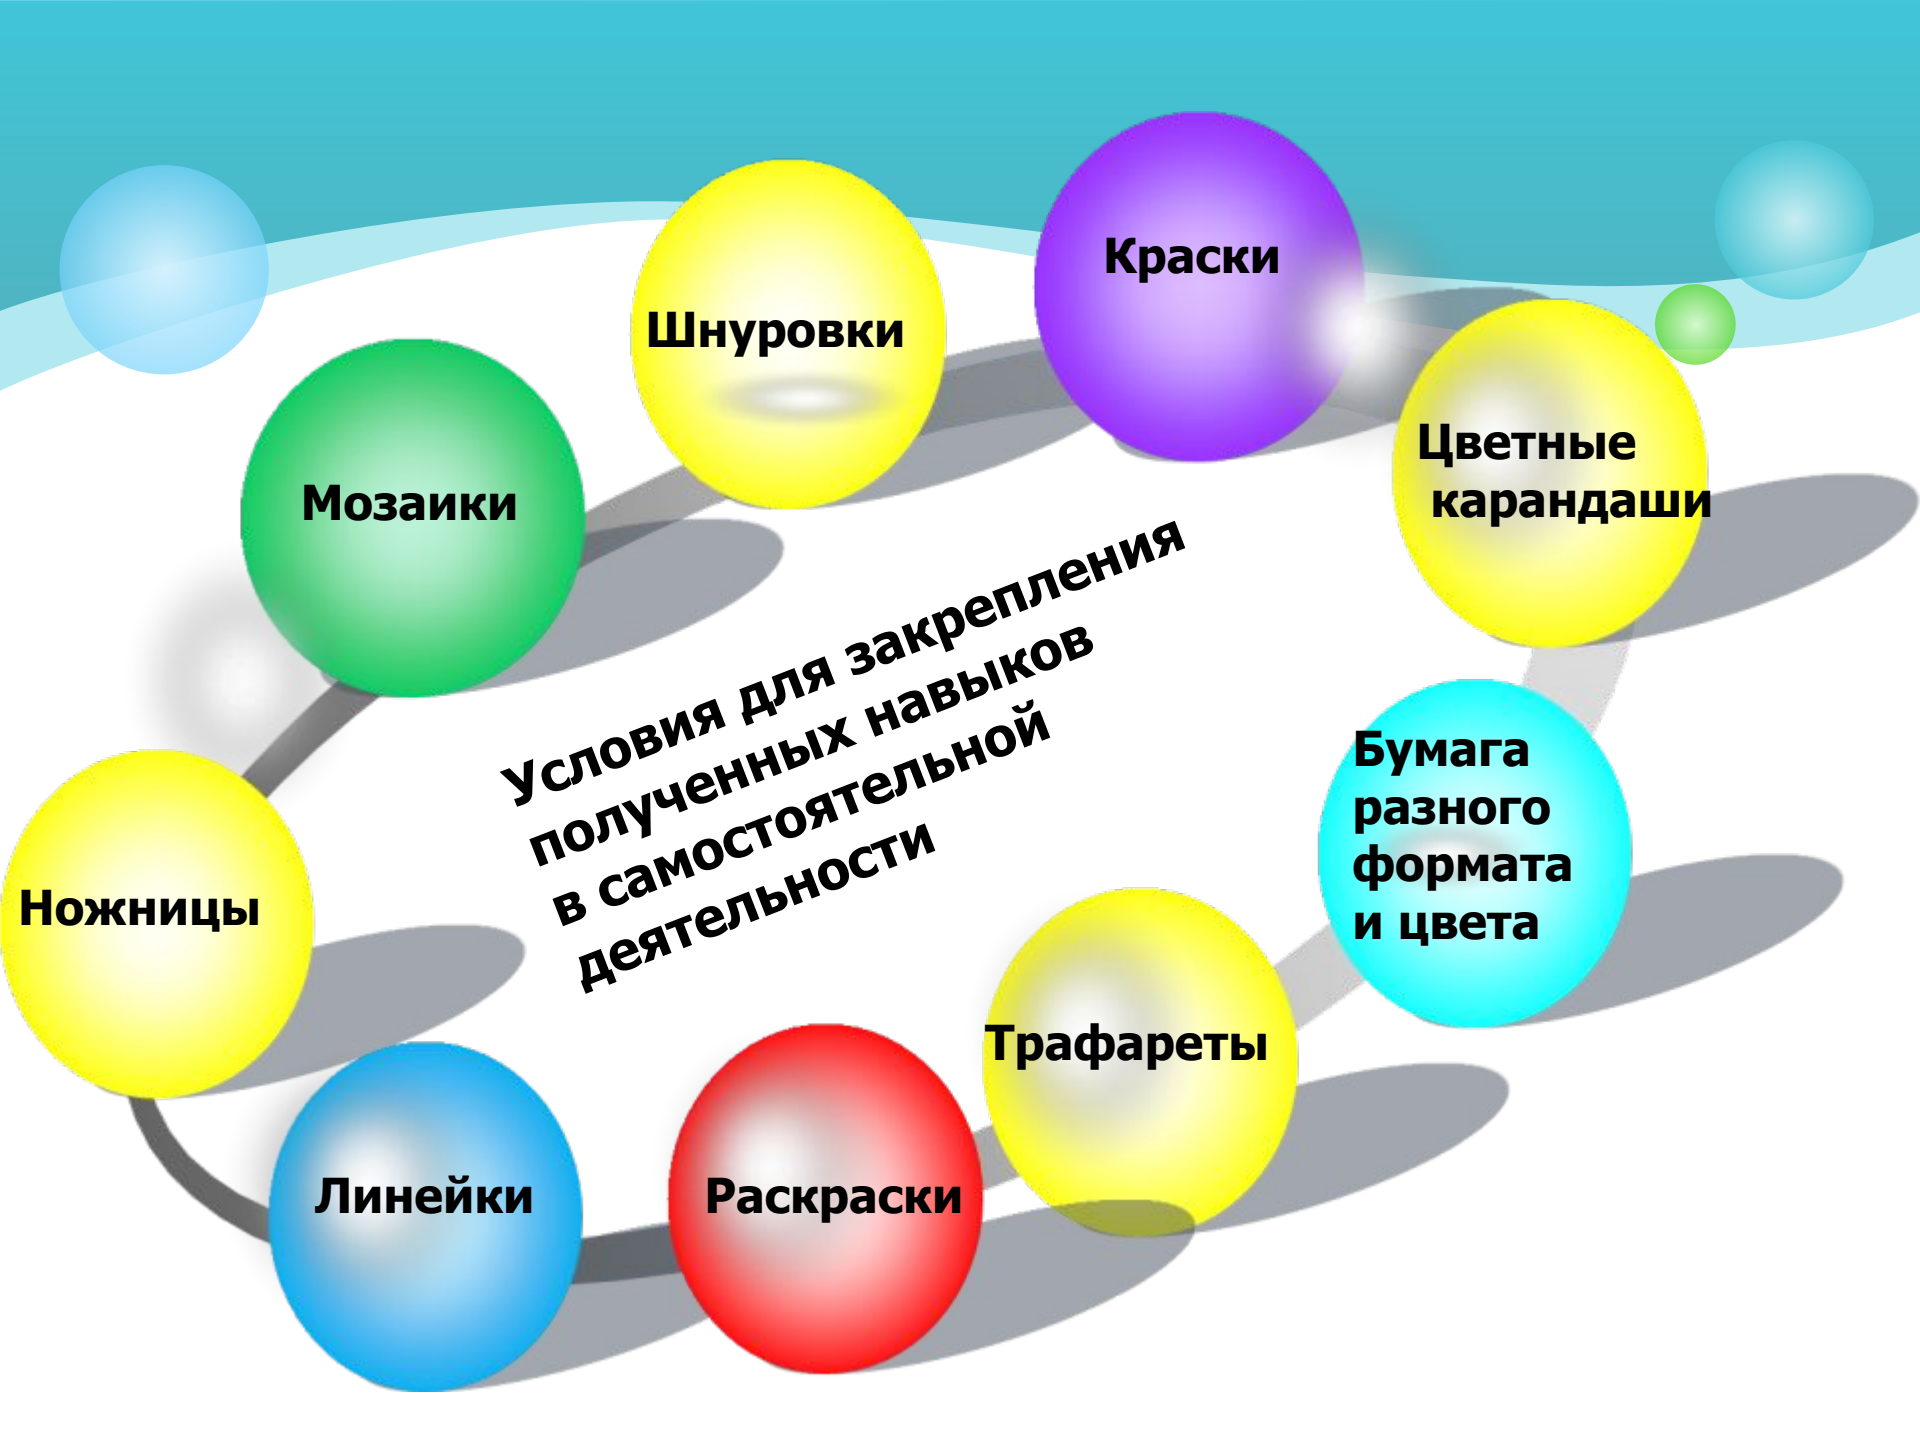 Краски
Шнуровки
Цветные
карандаши
Мозаики
Условия для закрепления
полученных навыков
в самостоятельной
деятельности
Бумага
разного
формата
и цвета
Ножницы
Трафареты
Линейки
Раскраски